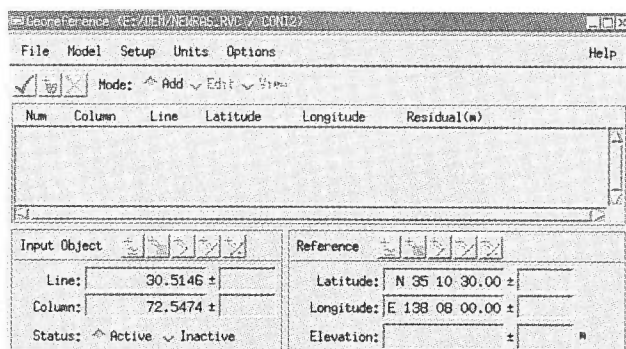 Georeference (E:/DEM/NEWRAS.RVC / CONI2)
File Model Setup Units Options Help
Mode: Add Edit View
Num Column Line Latitude Longitude Residual(m)
Input Object
Line: 30.5146 ±
Column: 72.5474 ±
Status: Active Inactive
Reference
Latitude: N 35 10 30.00 ±
Longitude: E 138 08 00.00 ±
Elevation: ± m